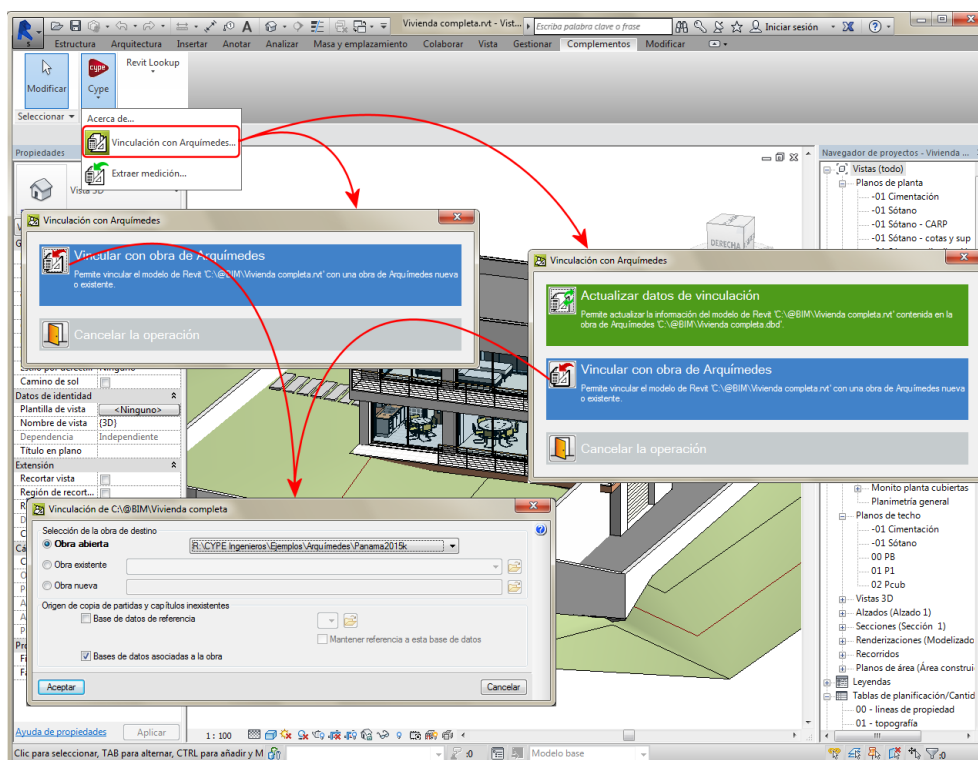 Vivienda completa.rvt - Vist...
Escriba palabra clave o frase
Iniciar sesión
Estructura Arquitectura Insertar Anotar Analizar Masa y emplazamiento Colaborar Vista Gestionar Complementos Modificar
Modificar
cype
Cype
Revit Lookup
Seleccionar
Acerca de...
Vinculación con Arquímedes...
Extraer medición...
Propiedades
Vista 3D
Navegador de proyectos - Vivienda ...
Vistas (todo)
Planos de planta
-01 Cimentación
-01 Sótano
-01 Sótano - CARP
-01 Sótano - cotas y sup
DERECHA
Vinculación con Arquímedes
Vincular con obra de Arquímedes
Permite vincular el modelo de Revit 'C:\@BIM\Vivienda completa.rvt' con una obra de Arquímedes nueva
o existente.
Cancelar la operación
Vinculación con Arquímedes
Actualizar datos de vinculación
Permite actualizar la información del modelo de Revit 'C:\@BIM\Vivienda completa.rvt' contenida en la
obra de Arquímedes 'C:\@BIM\Vivienda completa.dbd'.
Vincular con obra de Arquímedes
Permite vincular el modelo de Revit 'C:\@BIM\Vivienda completa.rvt' con una obra de Arquímedes nueva
o existente.
Cancelar la operación
Camino de sol
Datos de identidad
Plantilla de vista <Ninguno>
Nombre de vista {3D}
Dependencia Independiente
Título en plano
Extensión
Recortar vista
Región de recort...
Monito planta cubiertas
Planimetría general
Planos de techo
-01 Cimentación
-01 Sótano
00 PB
01 P1
02 Pcub
Vistas 3D
Alzados (Alzado 1)
Secciones (Sección 1)
Renderizaciones (Modelizado
Recorridos
Planos de área (Área construi
Leyendas
Tablas de planificación/Cantid
00 - lineas de propiedad
01 - topografía
Vinculación de C:\@BIM\Vivienda completa
Selección de la obra de destino
Obra abierta R:\CYPE Ingenieros\Ejemplos\Arquímedes\Panama2015k
Obra existente
Obra nueva
Origen de copia de partidas y capítulos inexistentes
Base de datos de referencia
Mantener referencia a esta base de datos
Bases de datos asociadas a la obra
Aceptar Cancelar
Ayuda de propiedades Aplicar
1 : 100
Clic para seleccionar, TAB para alternar, CTRL para añadir y M
:0
Modelo base
:0